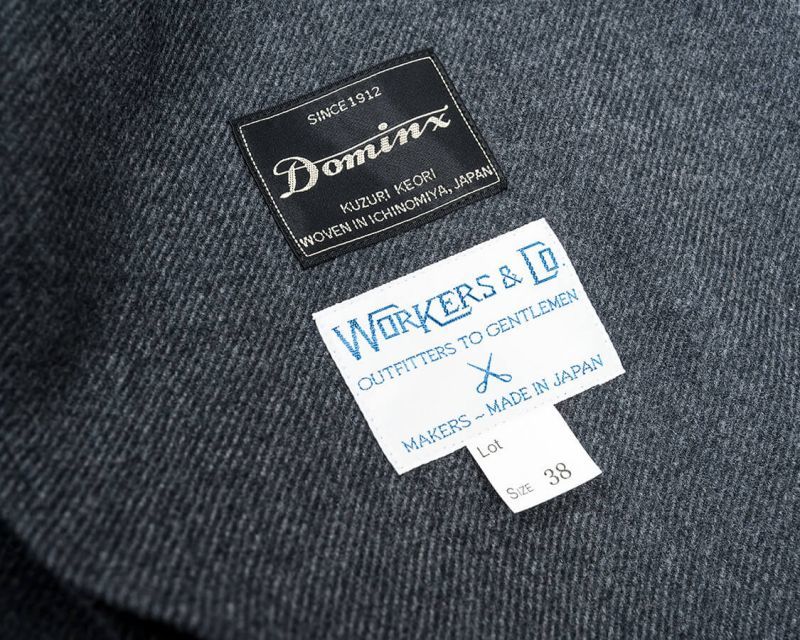 SINCE 1912
Dominx
KUZURI KEORI
WOVEN IN ICHINOMIYA, JAPAN
WORKERS & CO.
OUTFITTERS TO GENTLEMEN
MAKERS ~ MADE IN JAPAN
Lot
SIZE 38